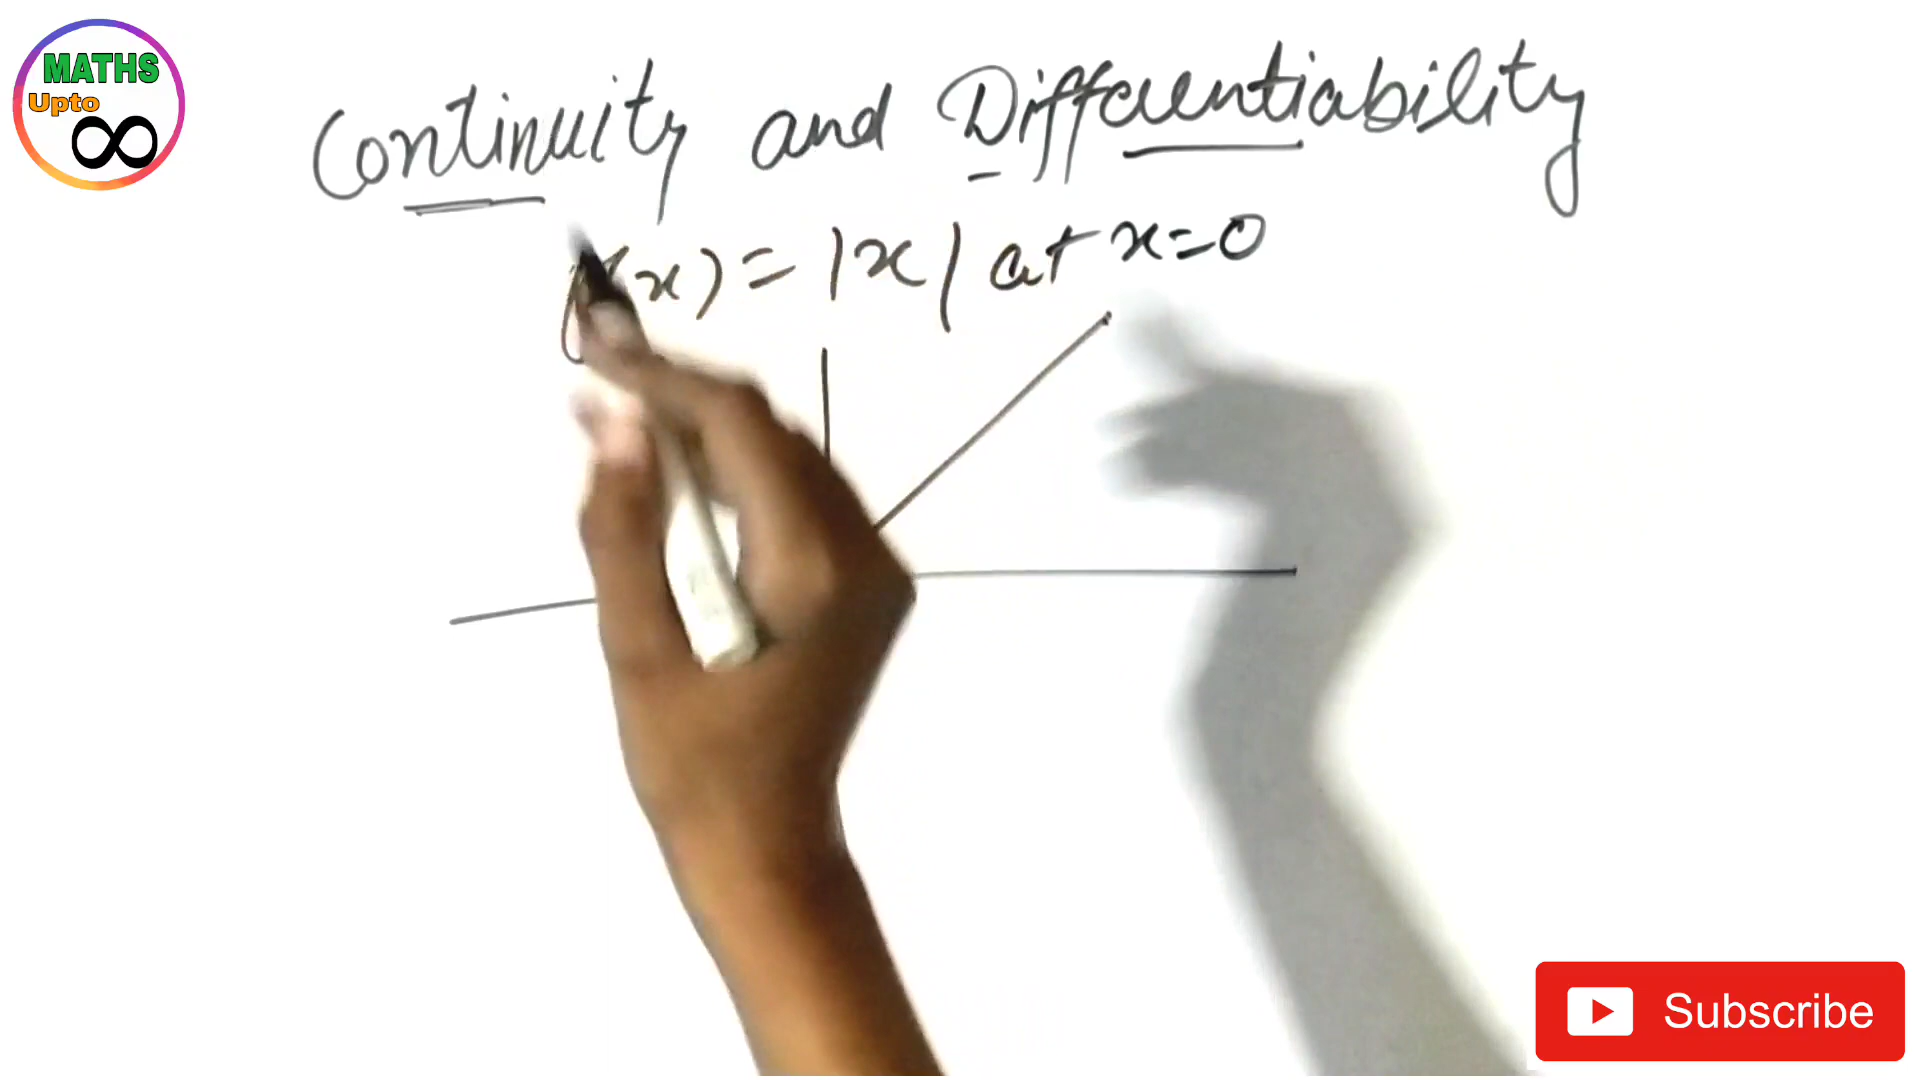 MATHS
Upto
∞
Continuity and Differentiability
f(x) = |x| at x=0
Subscribe